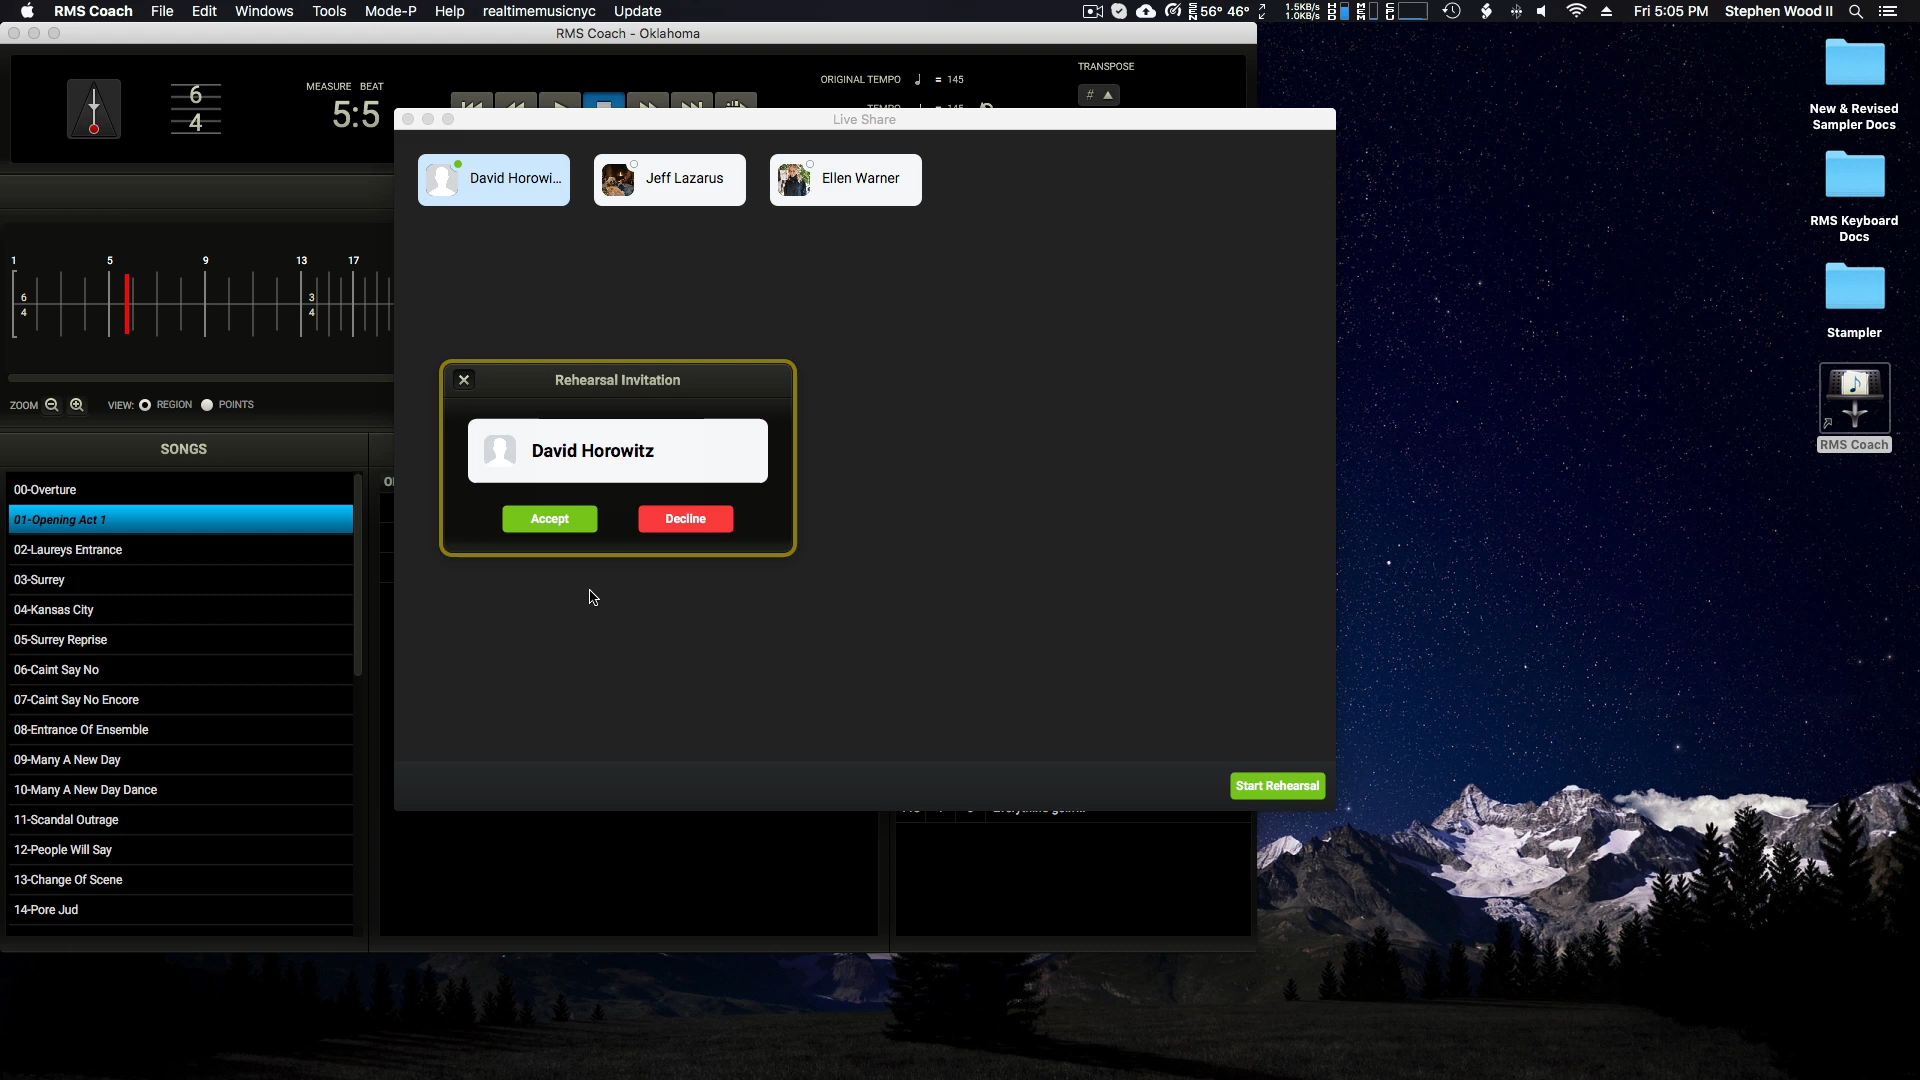 RMS Coach File Edit Windows Tools Mode-P Help realtimemusicnyc Update
56° 46° 1.5KB/s 1.0KB/s Fri 5:05 PM Stephen Wood II
RMS Coach - Oklahoma
6
4
MEASURE BEAT
5:5
ORIGINAL TEMPO = 145
TRANSPOSE
#
Live Share
David Horowi...
Jeff Lazarus
Ellen Warner
1 5 9 13 17
6
4
3
4
ZOOM VIEW: REGION POINTS
Rehearsal Invitation
David Horowitz
Accept
Decline
Start Rehearsal
SONGS
00-Overture
01-Opening Act 1
02-Laureys Entrance
03-Surrey
04-Kansas City
05-Surrey Reprise
06-Caint Say No
07-Caint Say No Encore
08-Entrance Of Ensemble
09-Many A New Day
10-Many A New Day Dance
11-Scandal Outrage
12-People Will Say
13-Change Of Scene
14-Pore Jud
New & Revised
Sampler Docs
RMS Keyboard
Docs
Stampler
RMS Coach